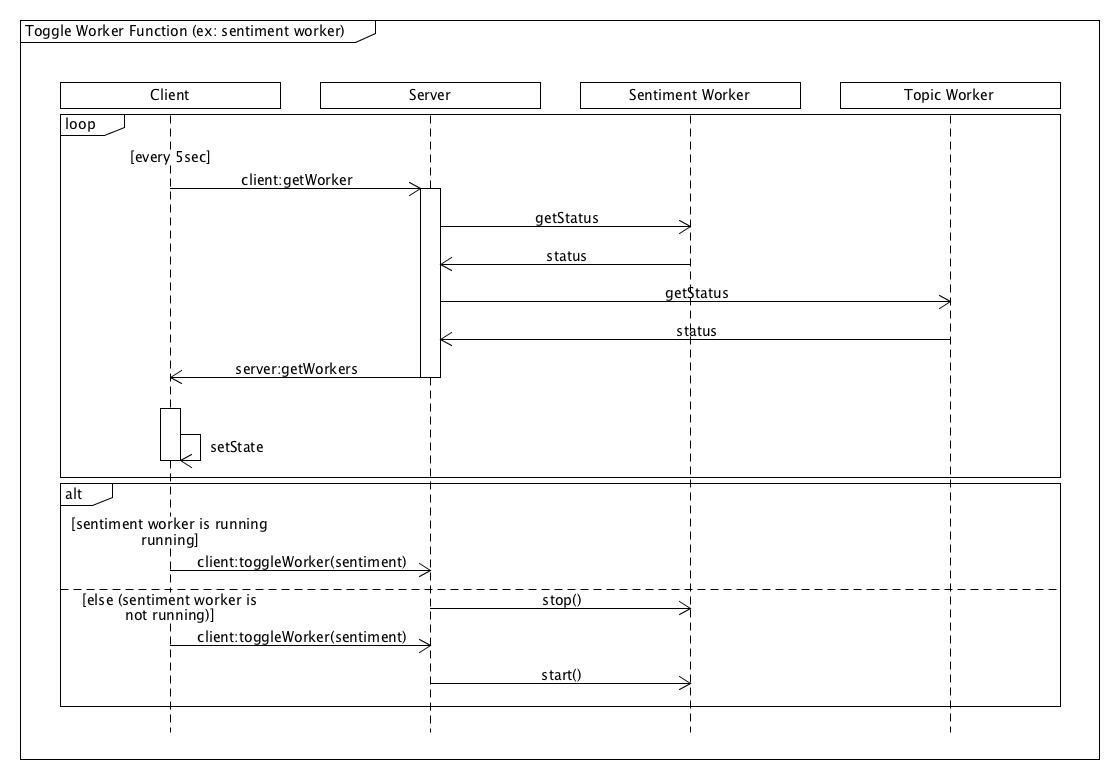 Toggle Worker Function (ex: sentiment worker)
Client
Server
Sentiment Worker
Topic Worker
loop
[every 5sec]
client:getWorker
getStatus
status
getStatus
status
server:getWorkers
setState
alt
[sentiment worker is running
running]
client:toggleWorker(sentiment)
[else (sentiment worker is
not running)]
stop()
client:toggleWorker(sentiment)
start()